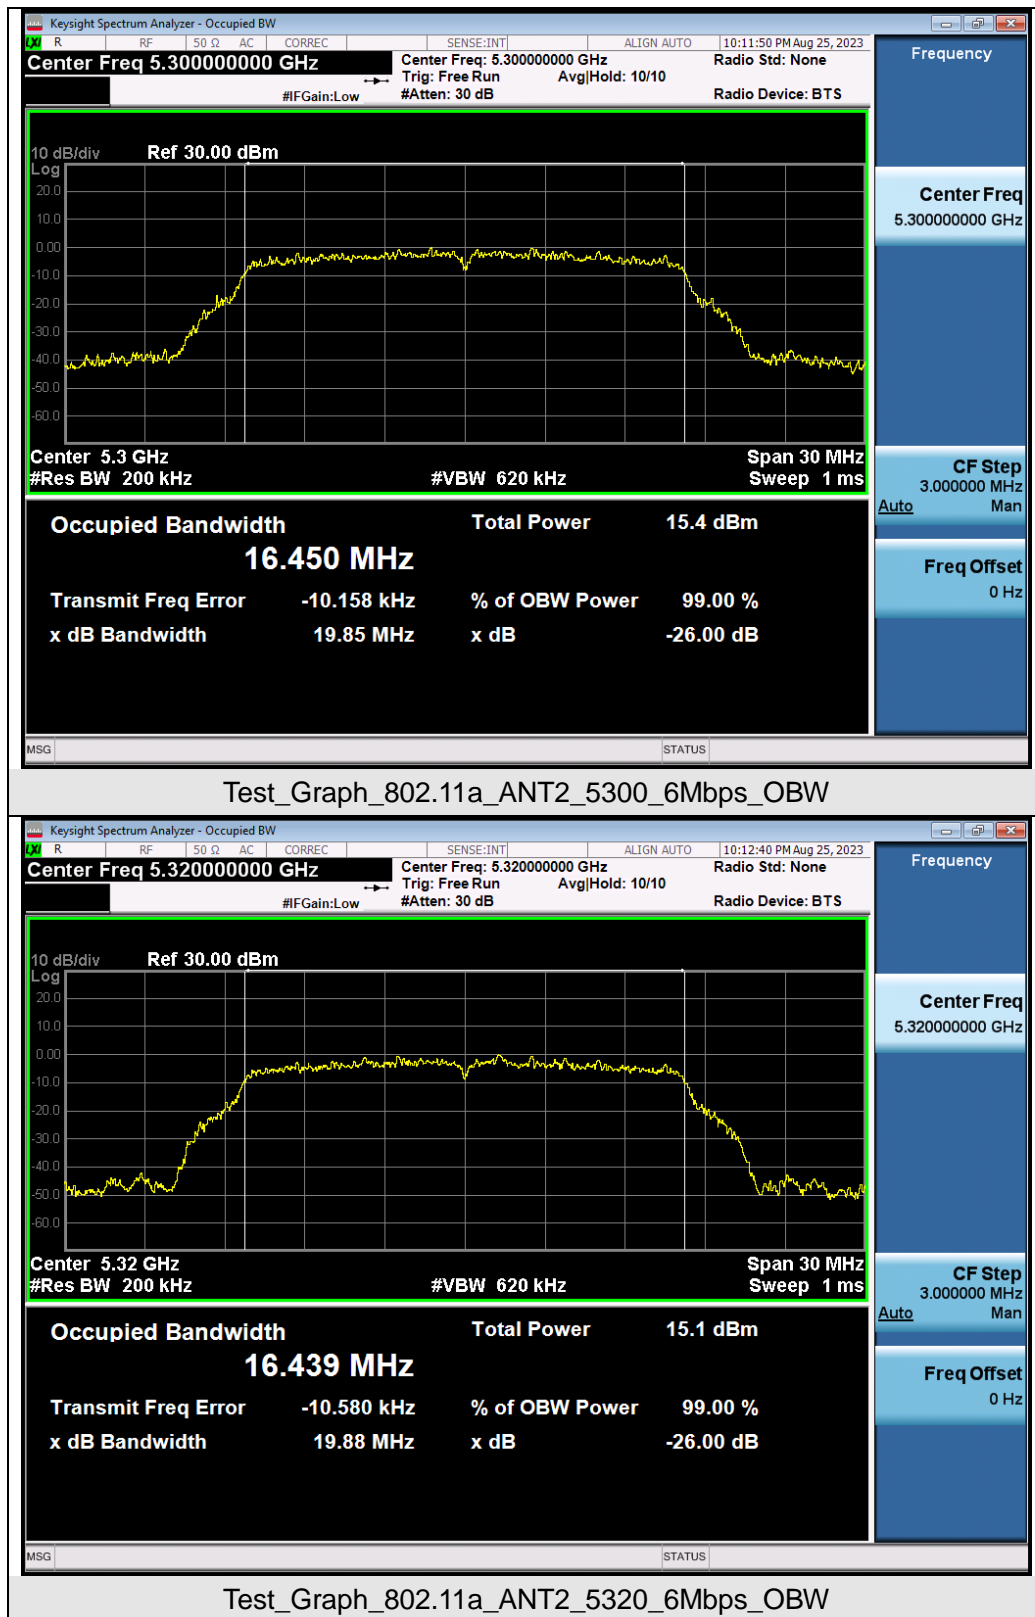 Keysight Spectrum Analyzer - Occupied BW
LXI R RF 50 Ω AC CORREC SENSE:INT ALIGN AUTO 10:11:50 PM Aug 25, 2023
Center Freq 5.300000000 GHz
Center Freq: 5.300000000 GHz
Radio Std: None
Trig: Free Run Avg|Hold: 10/10
#IFGain:Low #Atten: 30 dB Radio Device: BTS
10 dB/div Ref 30.00 dBm
Log
20.0
10.0
0.00
-10.0
-20.0
-30.0
-40.0
-50.0
-60.0
Center 5.3 GHz Span 30 MHz
#Res BW 200 kHz #VBW 620 kHz Sweep 1 ms
Occupied Bandwidth Total Power 15.4 dBm
16.450 MHz
Transmit Freq Error -10.158 kHz % of OBW Power 99.00 %
x dB Bandwidth 19.85 MHz x dB -26.00 dB
Frequency
Center Freq
5.300000000 GHz
CF Step
3.000000 MHz
Auto Man
Freq Offset
0 Hz
MSG STATUS
Test_Graph_802.11a_ANT2_5300_6Mbps_OBW
Keysight Spectrum Analyzer - Occupied BW
LXI R RF 50 Ω AC CORREC SENSE:INT ALIGN AUTO 10:12:40 PM Aug 25, 2023
Center Freq 5.320000000 GHz
Center Freq: 5.320000000 GHz
Radio Std: None
Trig: Free Run Avg|Hold: 10/10
#IFGain:Low #Atten: 30 dB Radio Device: BTS
10 dB/div Ref 30.00 dBm
Log
20.0
10.0
0.00
-10.0
-20.0
-30.0
-40.0
-50.0
-60.0
Center 5.32 GHz Span 30 MHz
#Res BW 200 kHz #VBW 620 kHz Sweep 1 ms
Occupied Bandwidth Total Power 15.1 dBm
16.439 MHz
Transmit Freq Error -10.580 kHz % of OBW Power 99.00 %
x dB Bandwidth 19.88 MHz x dB -26.00 dB
Frequency
Center Freq
5.320000000 GHz
CF Step
3.000000 MHz
Auto Man
Freq Offset
0 Hz
MSG STATUS
Test_Graph_802.11a_ANT2_5320_6Mbps_OBW